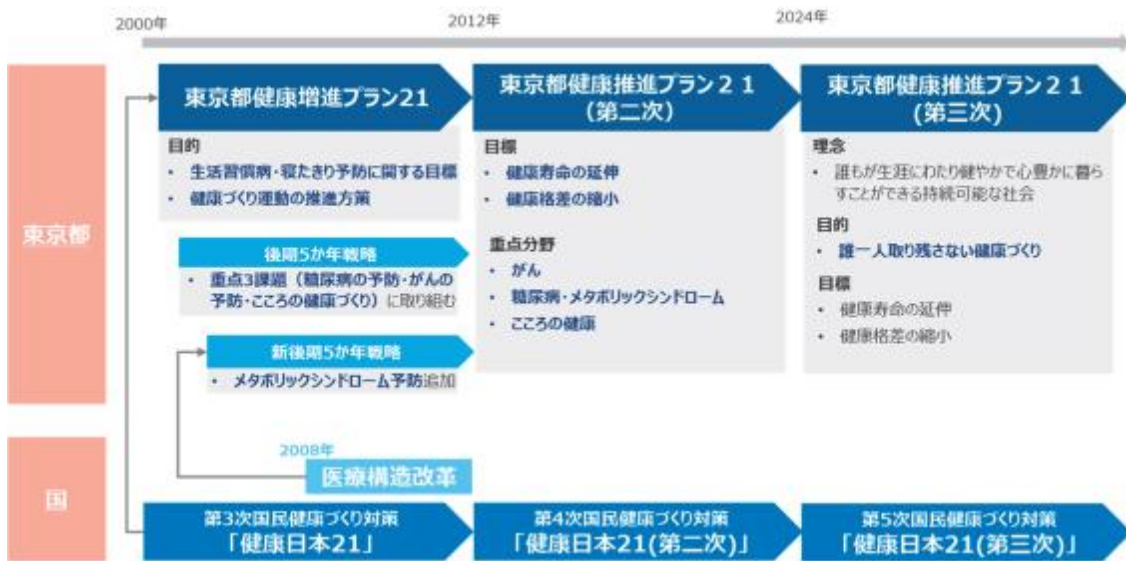 2000年
2012年
2024年
東京都
東京都健康増進プラン21
目的
• 生活習慣病・寝たきり予防に関する目標
• 健康づくり運動の推進方策
後期5か年戦略
• 重点3課題（糖尿病の予防・がんの
予防・こころの健康づくり）に取り組む
新後期5か年戦略
• メタボリックシンドローム予防追加
東京都健康推進プラン２１
（第二次）
目標
• 健康寿命の延伸
• 健康格差の縮小
重点分野
• がん
• 糖尿病・メタボリックシンドローム
• こころの健康
東京都健康推進プラン２１
(第三次)
理念
• 誰もが生涯にわたり健やかで心豊かに暮ら
すことができる持続可能な社会
目的
• 誰一人取り残さない健康づくり
目標
• 健康寿命の延伸
• 健康格差の縮小
国
2008年
医療構造改革
第3次国民健康づくり対策
「健康日本21」
第4次国民健康づくり対策
「健康日本21(第二次)」
第5次国民健康づくり対策
「健康日本21(第三次)」